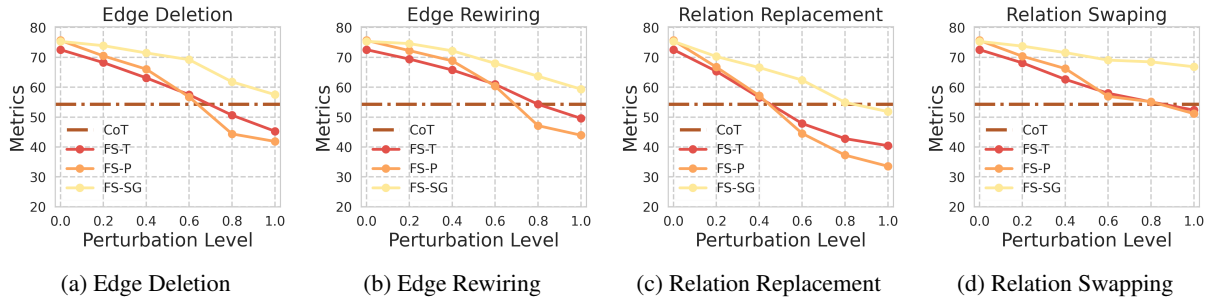 Edge Deletion
Metrics
80
70
60
50
40
30
20
CoT
FS-T
FS-P
FS-SG
0.0 0.2 0.4 0.6 0.8 1.0
Perturbation Level
(a) Edge Deletion
Edge Rewiring
Metrics
80
70
60
50
40
30
20
CoT
FS-T
FS-P
FS-SG
0.0 0.2 0.4 0.6 0.8 1.0
Perturbation Level
(b) Edge Rewiring
Relation Replacement
Metrics
80
70
60
50
40
30
20
CoT
FS-T
FS-P
FS-SG
0.0 0.2 0.4 0.6 0.8 1.0
Perturbation Level
(c) Relation Replacement
Relation Swaping
Metrics
80
70
60
50
40
30
20
CoT
FS-T
FS-P
FS-SG
0.0 0.2 0.4 0.6 0.8 1.0
Perturbation Level
(d) Relation Swapping